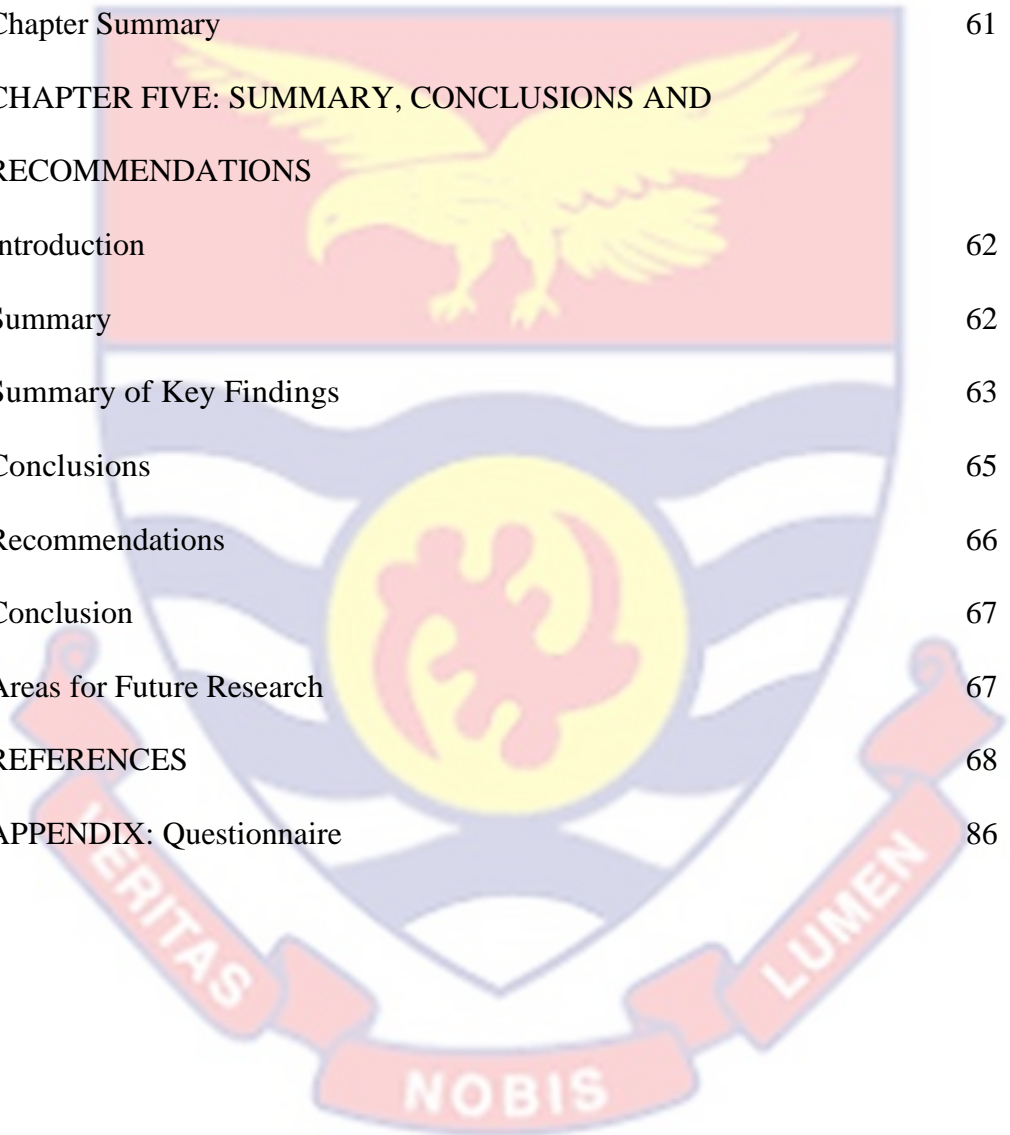 Chapter Summary 61
CHAPTER FIVE: SUMMARY, CONCLUSIONS AND
RECOMMENDATIONS
Introduction 62
Summary 62
Summary of Key Findings 63
Conclusions 65
Recommendations 66
Conclusion 67
Areas for Future Research 67
REFERENCES 68
APPENDIX: Questionnaire 86
VERITAS
NOBIS
LUMEN